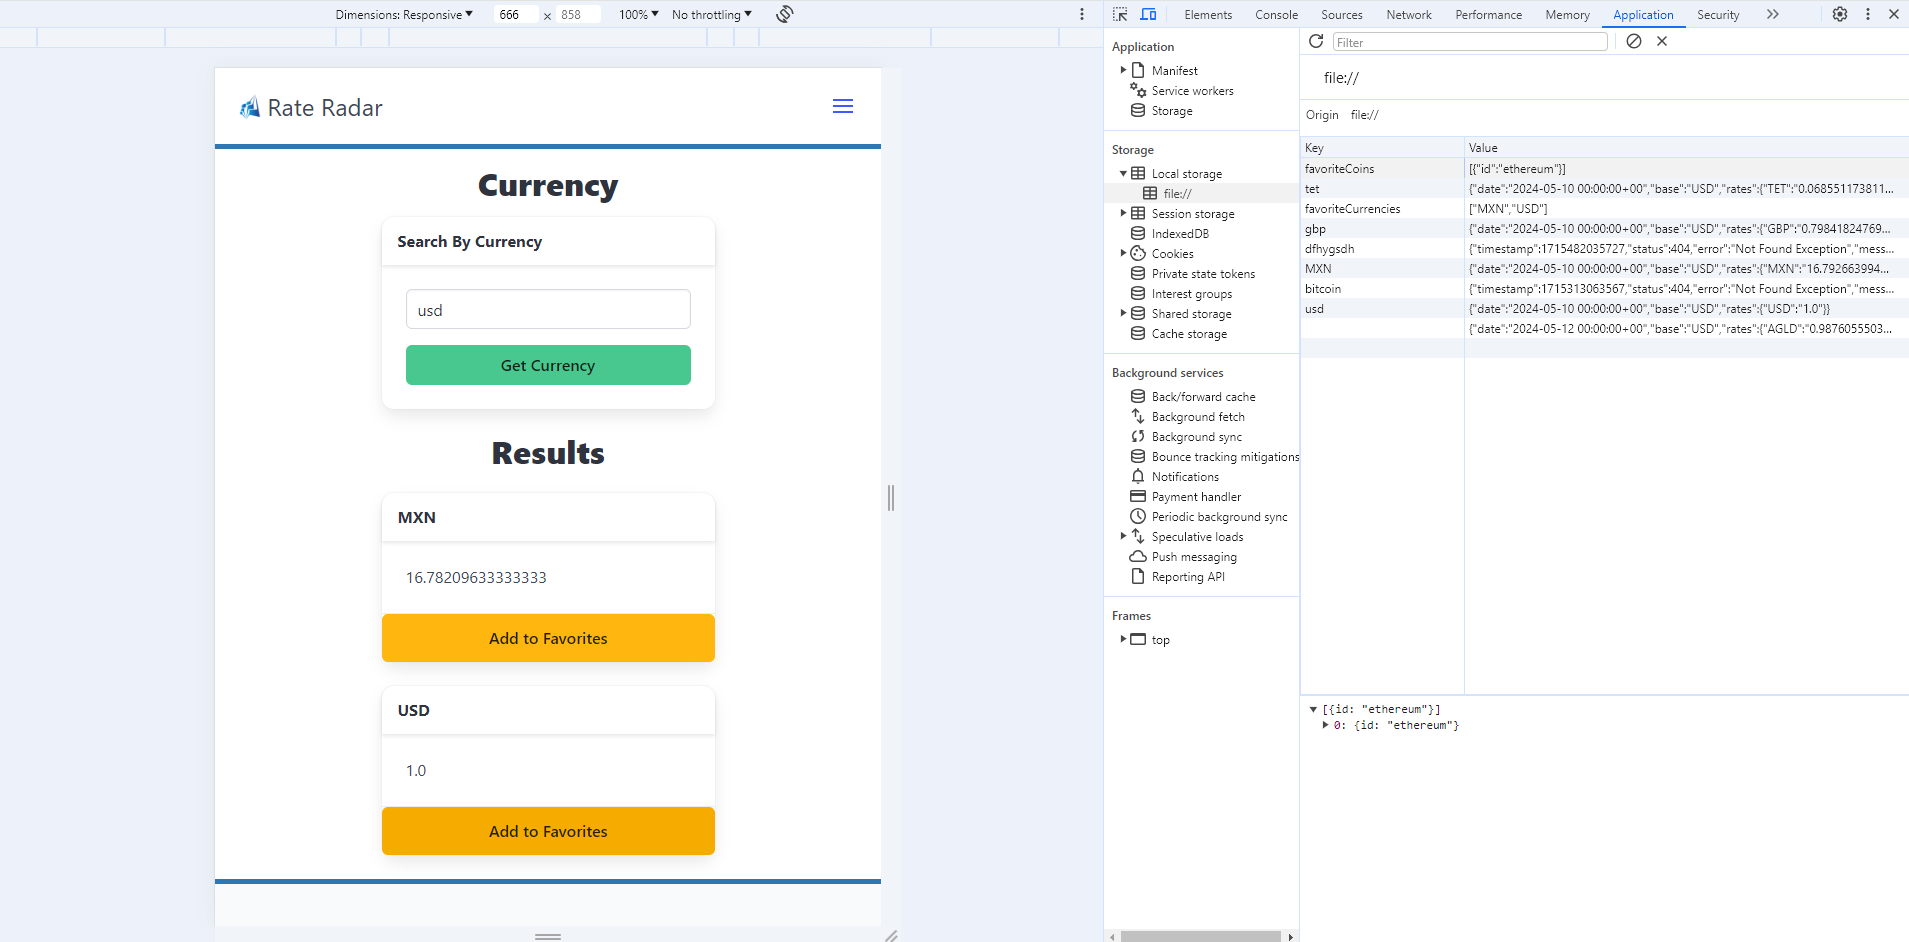 Dimensions: Responsive ▼ 666 × 858 100% ▼ No throttling ▼
Rate Radar
Currency
Search By Currency
usd
Get Currency
Results
MXN
16.78209633333333
Add to Favorites
USD
1.0
Add to Favorites
Elements Console Sources Network Performance Memory Application Security
Application
Manifest
Service workers
Storage
Storage
Local storage
file://
Session storage
IndexedDB
Cookies
Private state tokens
Interest groups
Shared storage
Cache storage
Background services
Back/forward cache
Background fetch
Background sync
Bounce tracking mitigations
Notifications
Payment handler
Periodic background sync
Speculative loads
Push messaging
Reporting API
Frames
top
Filter
file://
Origin file://
Key Value
favoriteCoins [{"id":"ethereum"}]
tet {"date":"2024-05-10 00:00:00+00","base":"USD","rates":{"TET":"0.068551173811...
favoriteCurrencies ["MXN","USD"]
gbp {"date":"2024-05-10 00:00:00+00","base":"USD","rates":{"GBP":"0.79841824769...
dfhygsdh {"timestamp":1715482035727,"status":404,"error":"Not Found Exception","mess...
MXN {"date":"2024-05-10 00:00:00+00","base":"USD","rates":{"MXN":"16.792663994...
bitcoin {"timestamp":1715313063567,"status":404,"error":"Not Found Exception","mess...
usd {"date":"2024-05-10 00:00:00+00","base":"USD","rates":{"USD":"1.0"}}
{"date":"2024-05-12 00:00:00+00","base":"USD","rates":{"AGLD":"0.9876055503...
[{id: "ethereum"}]
0: {id: "ethereum"}